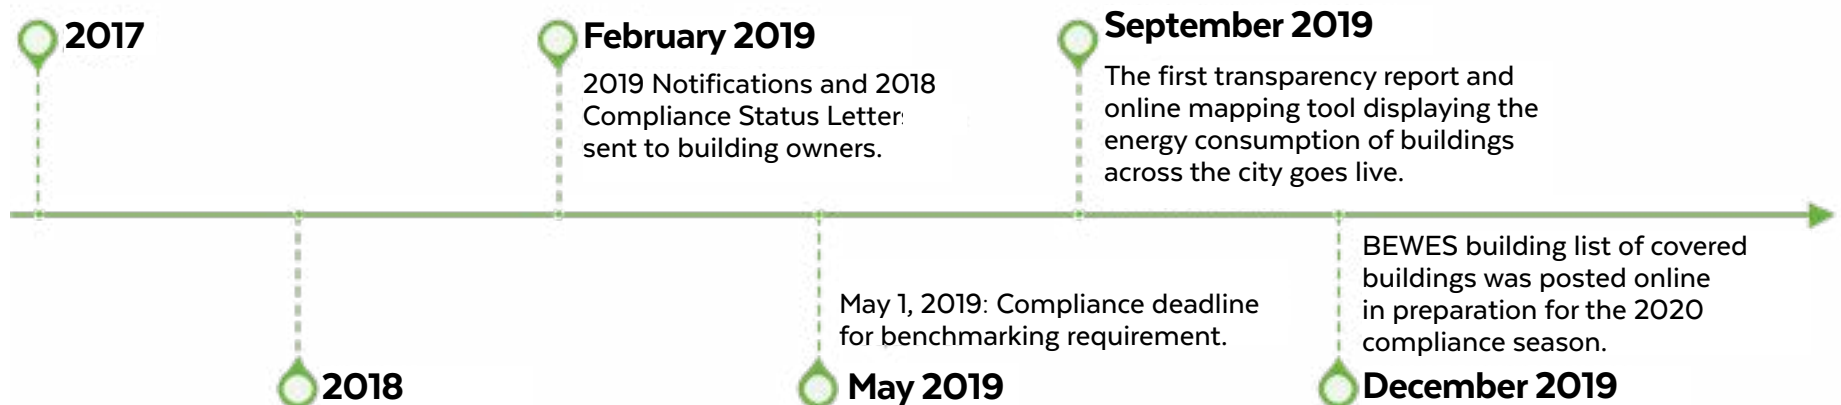 2017
February 2019
2019 Notifications and 2018
Compliance Status Letter
sent to building owners.
September 2019
The first transparency report and
online mapping tool displaying the
energy consumption of buildings
across the city goes live.
2018
May 1, 2019: Compliance deadline
for benchmarking requirement.
May 2019
BEWES building list of covered
buildings was posted online
in preparation for the 2020
compliance season.
December 2019